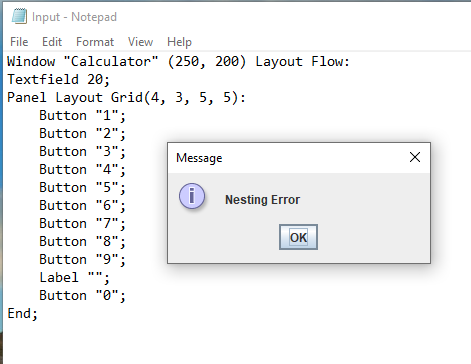 Input - Notepad
File Edit Format View Help
Window "Calculator" (250, 200) Layout Flow:
Textfield 20;
Panel Layout Grid(4, 3, 5, 5):
Button "1";
Button "2";
Button "3";
Button "4";
Button "5";
Button "6";
Button "7";
Button "8";
Button "9";
Label "";
Button "0";
End;
Message
Nesting Error
OK